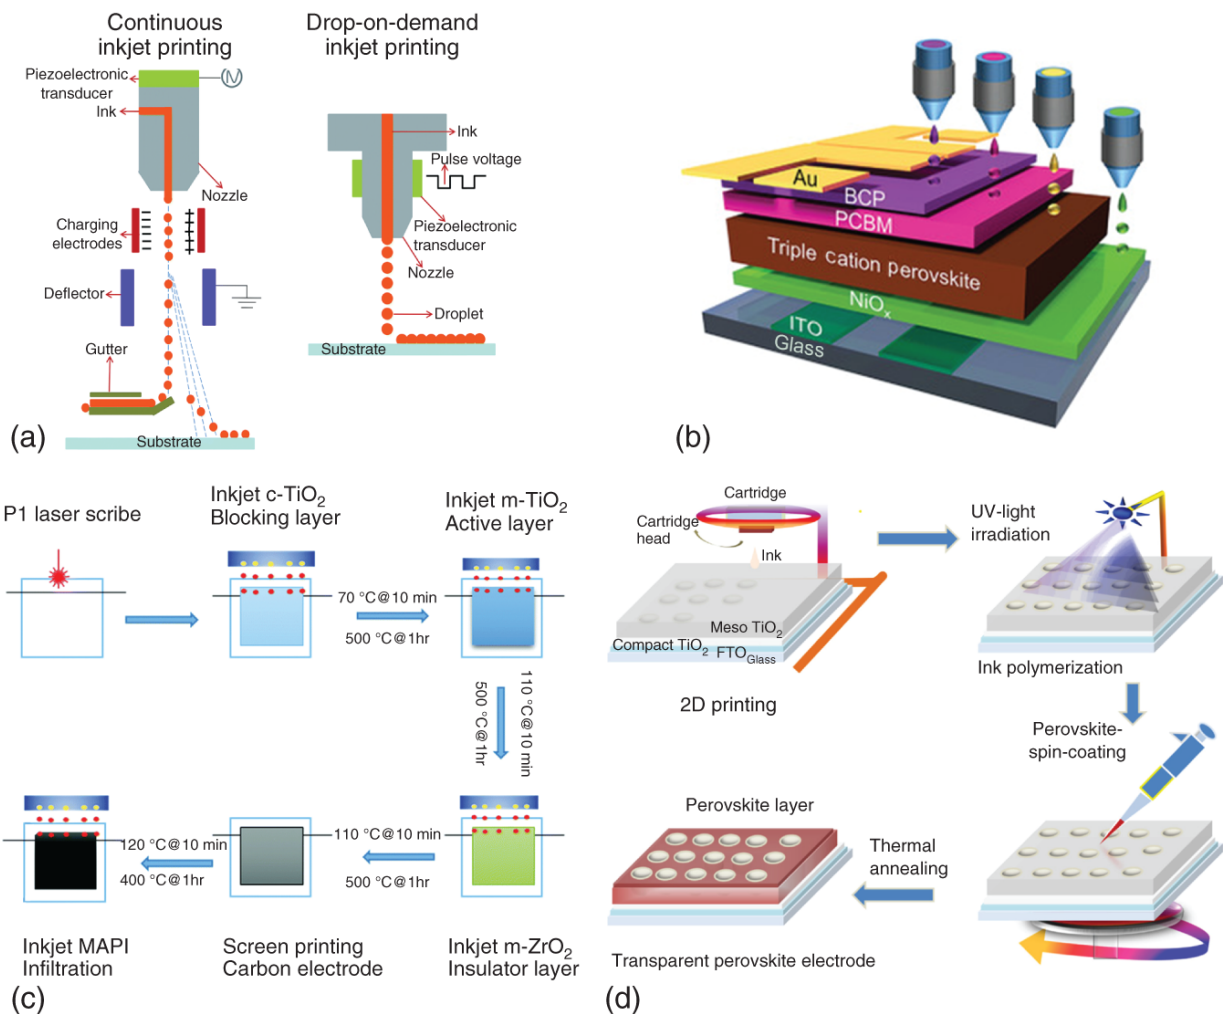 Continuous
inkjet printing
Piezoelectronic
transducer
Ink
Nozzle
Charging
electrodes
Deflector
Gutter
Substrate
Drop-on-demand
inkjet printing
Ink
Pulse voltage
Piezoelectronic
transducer
Nozzle
Droplet
Substrate
(a)
Au
BCP
PCBM
Triple cation perovskite
NiOx
ITO
Glass
(b)
P1 laser scribe
Inkjet c-TiO2
Blocking layer
70 °C@10 min
500 °C@1hr
Inkjet m-TiO2
Active layer
110 °C@10 min
500 °C@1hr
Inkjet m-ZrO2
Insulator layer
110 °C@10 min
500 °C@1hr
Screen printing
Carbon electrode
120 °C@10 min
400 °C@1hr
Inkjet MAPI
Infiltration
(c)
Cartridge
Cartridge
head
Ink
Meso TiO2
Compact TiO2
FTOGlass
2D printing
UV-light
irradiation
Ink polymerization
Perovskite-
spin-coating
Thermal
annealing
Perovskite layer
Transparent perovskite electrode
(d)